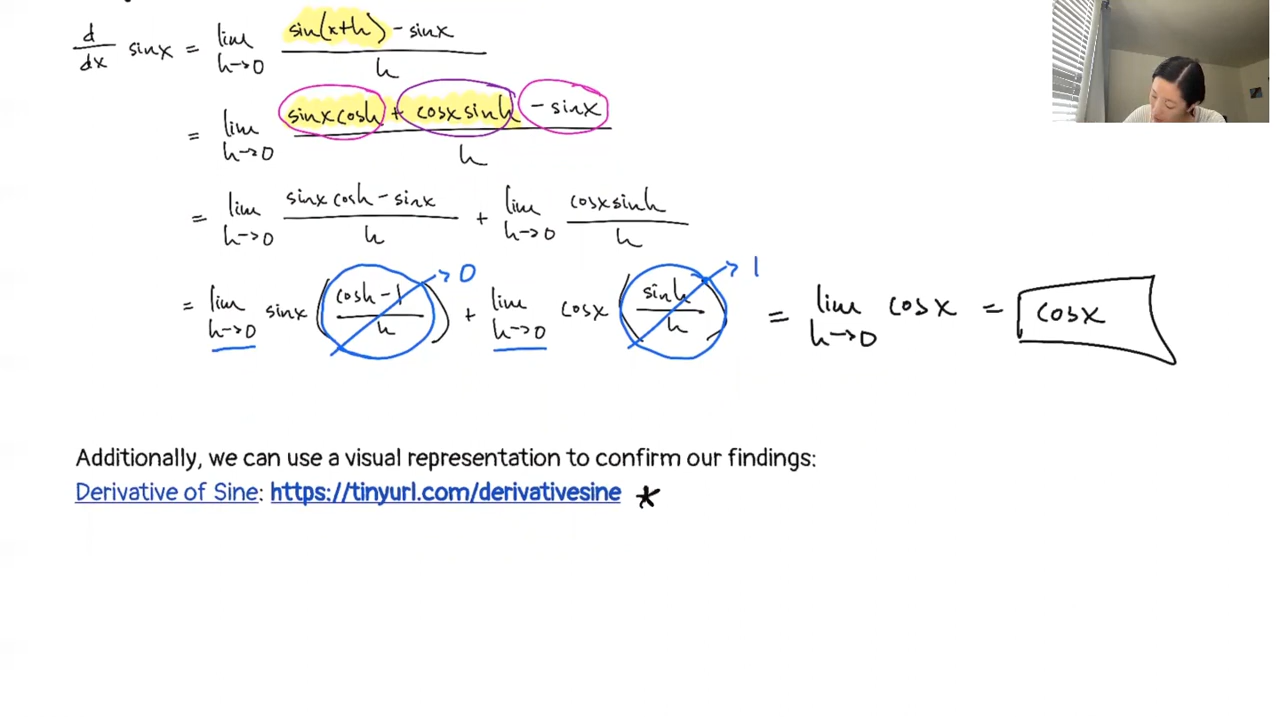 d/dx sinx = lim h→0 (sin(x+h) - sinx)/h
= lim h→0 (sinx cosh + cosx sinh - sinx)/h
= lim h→0 (sinx cosh - sinx)/h + lim h→0 (cosx sinh)/h
= lim h→0 sinx ((cosh - 1)/h) → 0 + lim h→0 cosx (sinh/h) → 1 = lim h→0 cosx = cosx
Additionally, we can use a visual representation to confirm our findings:
Derivative of Sine: https://tinyurl.com/derivativesine *